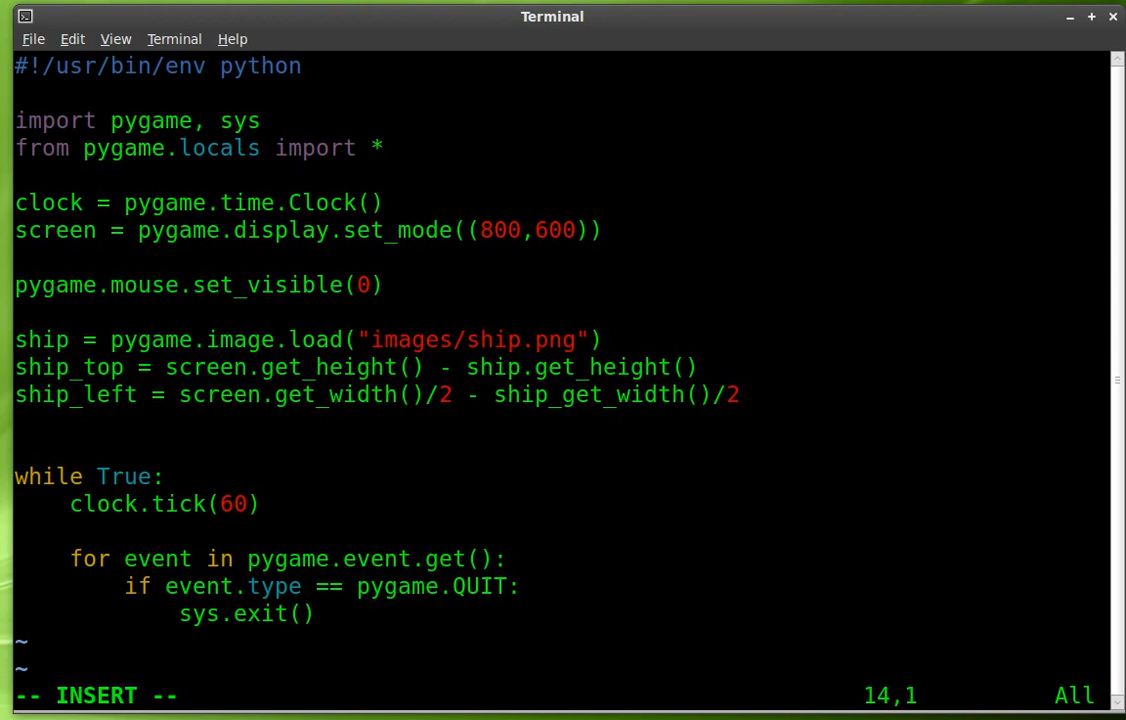 Terminal
File Edit View Terminal Help
#!/usr/bin/env python
import pygame, sys
from pygame.locals import *
clock = pygame.time.Clock()
screen = pygame.display.set_mode((800,600))
pygame.mouse.set_visible(0)
ship = pygame.image.load("images/ship.png")
ship_top = screen.get_height() - ship.get_height()
ship_left = screen.get_width()/2 - ship_get_width()/2
while True:
    clock.tick(60)
    for event in pygame.event.get():
        if event.type == pygame.QUIT:
            sys.exit()
~
~
-- INSERT -- 14,1 All